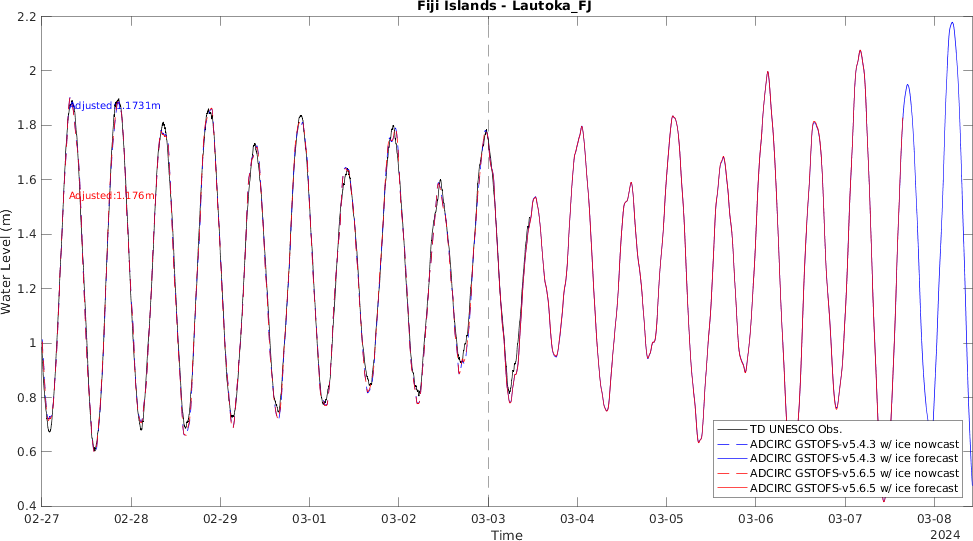 Fiji Islands - Lautoka_FJ
Water Level (m)
2.2
2
1.8
1.6
1.4
1.2
1
0.8
0.6
0.4
Adjusted:1.1731m
Adjusted:1.176m
TD UNESCO Obs.
ADCIRC GSTOFS-v5.4.3 w/ ice nowcast
ADCIRC GSTOFS-v5.4.3 w/ ice forecast
ADCIRC GSTOFS-v5.6.5 w/ ice nowcast
ADCIRC GSTOFS-v5.6.5 w/ ice forecast
02-27 02-28 02-29 03-01 03-02 03-03 03-04 03-05 03-06 03-07 03-08
Time
2024